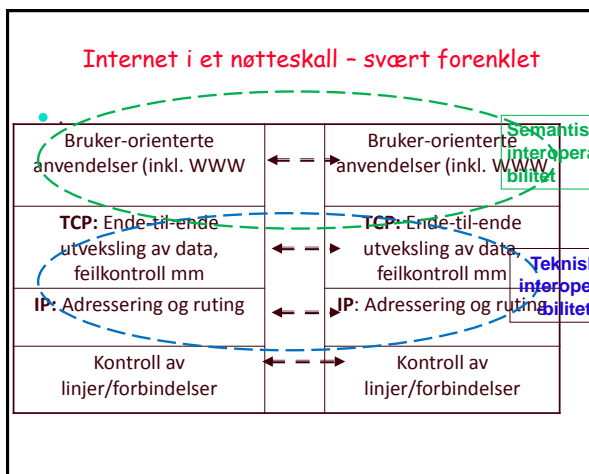 Internet i et nøtteskall – svært forenklet
Bruker-orienterte
anvendelser (inkl. WWW
Bruker-orienterte
anvendelser (inkl. WWW
Semantis
interopera
bilitet
TCP: Ende-til-ende
utveksling av data,
feilkontroll mm
TCP: Ende-til-ende
utveksling av data,
feilkontroll mm
Teknisk
interoper
bilitet
IP: Adressering og ruting
IP: Adressering og ruting
Kontroll av
linjer/forbindelser
Kontroll av
linjer/forbindelser